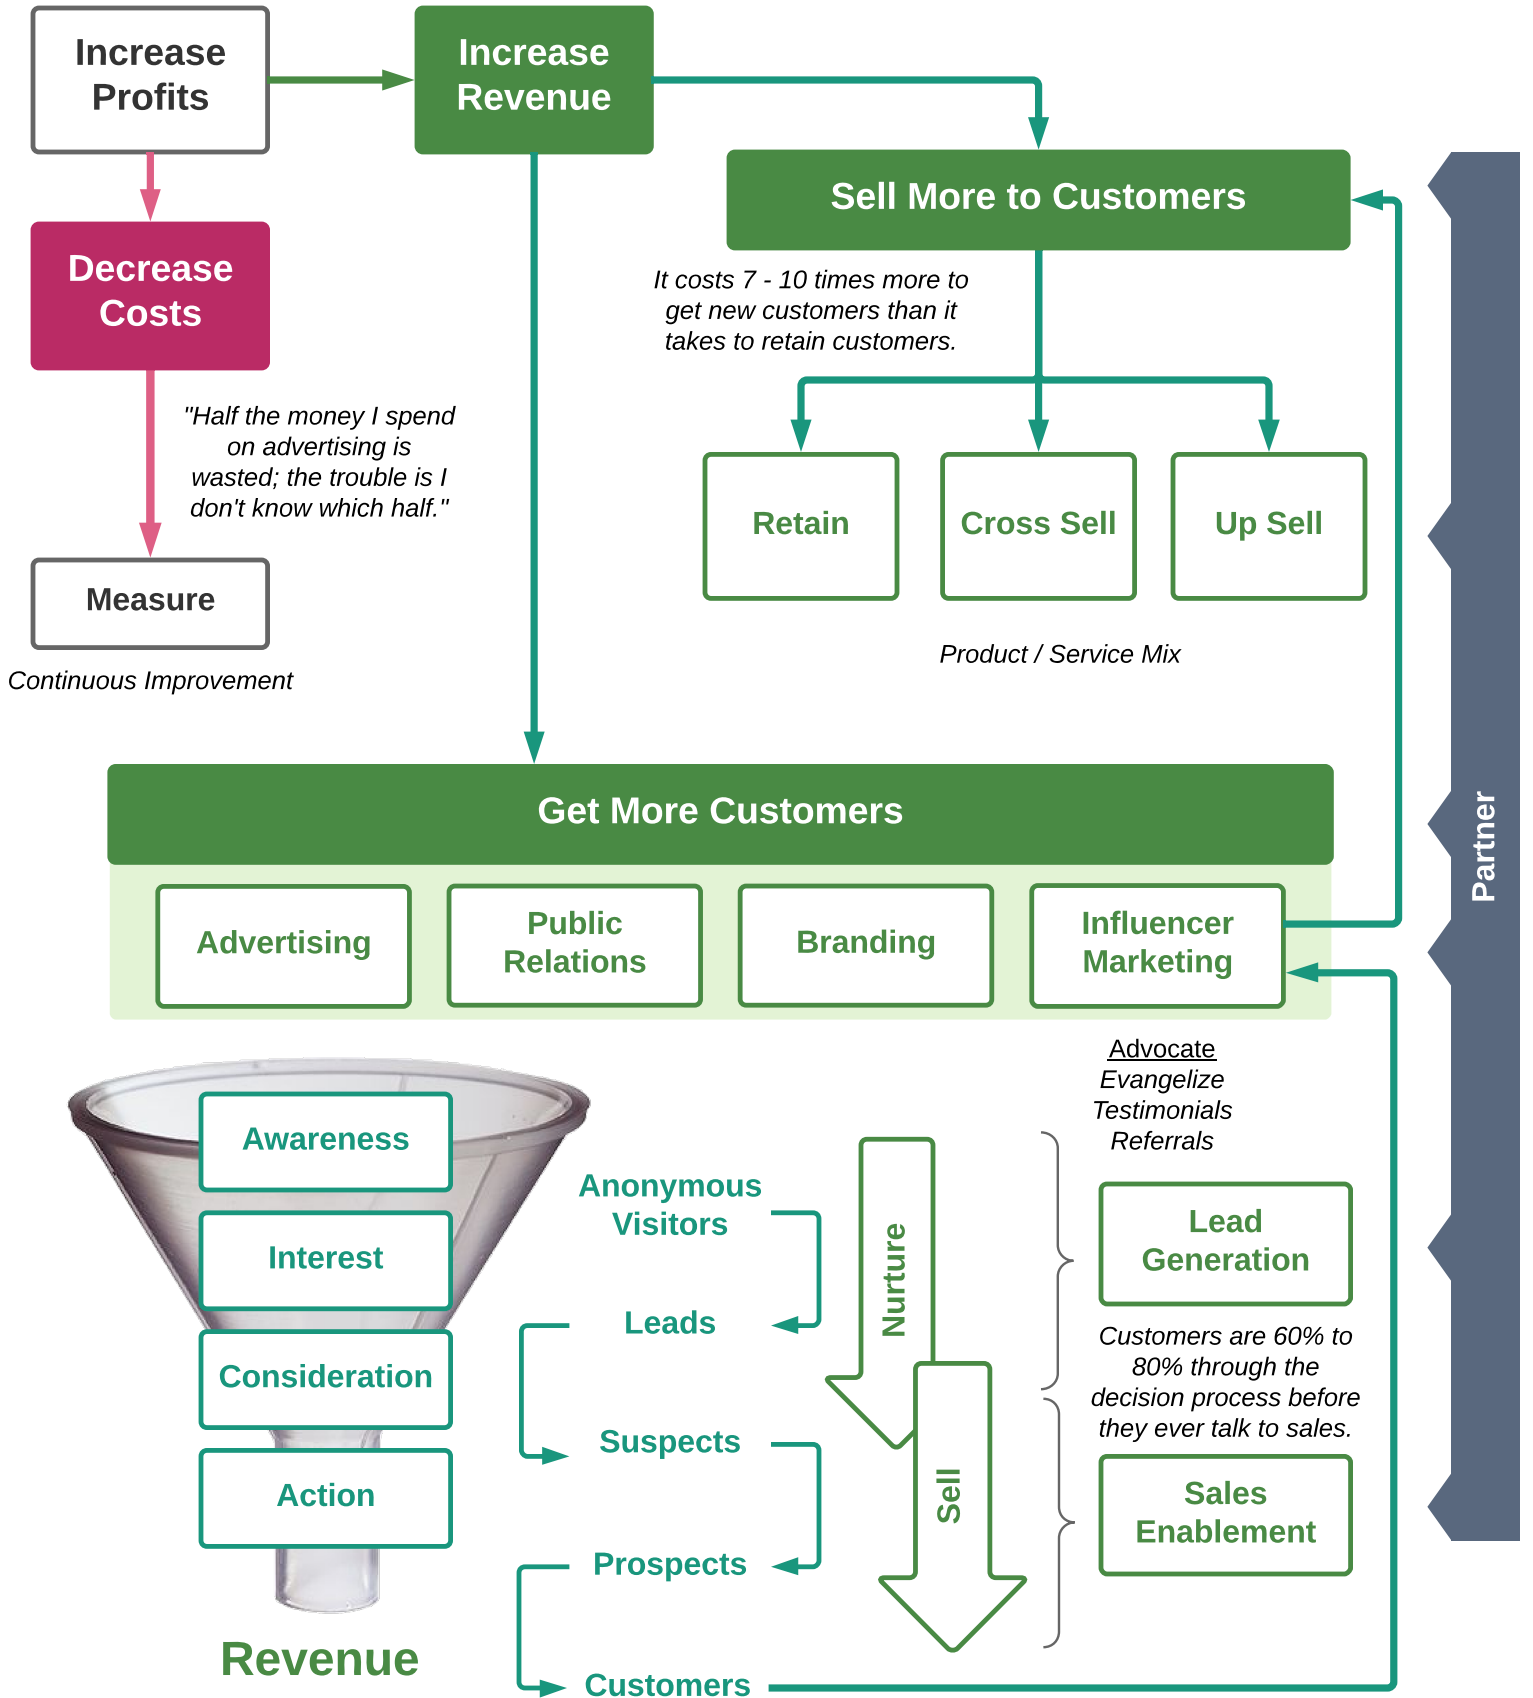 Increase
Profits
Increase
Revenue
Sell More to Customers
Decrease
Costs
It costs 7 - 10 times more to
get new customers than it
takes to retain customers.
"Half the money I spend
on advertising is
wasted; the trouble is I
don't know which half."
Retain
Cross Sell
Up Sell
Measure
Continuous Improvement
Product / Service Mix
Partner
Get More Customers
Advertising
Public
Relations
Branding
Influencer
Marketing
Advocate
Evangelize
Testimonials
Referrals
Awareness
Interest
Consideration
Action
Revenue
Anonymous
Visitors
Leads
Suspects
Prospects
Customers
Nurture
Sell
Lead
Generation
Customers are 60% to
80% through the
decision process before
they ever talk to sales.
Sales
Enablement